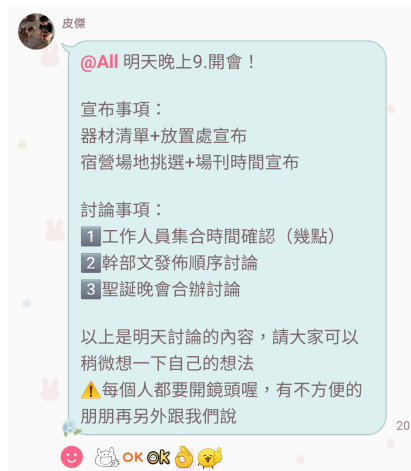 皮傑
@All 明天晚上9.開會！
宣布事項：
器材清單+放置處宣布
宿營場地挑選+場刊時間宣布
討論事項：
1️⃣工作人員集合時間確認（幾點）
2️⃣幹部文發佈順序討論
3️⃣聖誕晚會合辦討論
以上是明天討論的內容，請大家可以
稍微想一下自己的想法
⚠️每個人都要開鏡頭喔，有不方便的
朋朋再另外跟我們說
20
OK OK